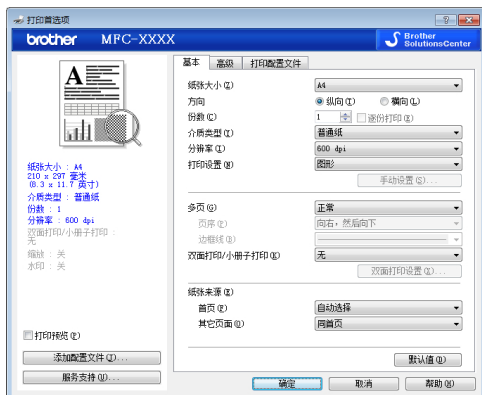 打印首选项
brother MFC-XXXX
Brother
SolutionsCenter
基本 高级 打印配置文件
纸张大小(Z) A4
方向 纵向(T) 横向(L)
份数(C) 1 逐份打印(E)
介质类型(I) 普通纸
分辨率(I) 600 dpi
打印设置(N) 图形
手动设置(S)...
多页(G) 正常
页序(P) 向右，然后向下
边框线(B)
双面打印/小册子打印(K) 无
双面打印设置(X)...
纸张来源(E)
首页(F) 自动选择
其它页面(O) 同首页
默认值(D)
纸张大小 : A4
210 x 297 毫米
(8.3 x 11.7 英寸)
介质类型 : 普通纸
份数 : 1
分辨率 : 600 dpi
双面打印/小册子打印 :
无
缩放 : 关
水印 : 关
打印预览(P)
添加配置文件(J)...
服务支持(U)...
确定 取消 帮助(H)